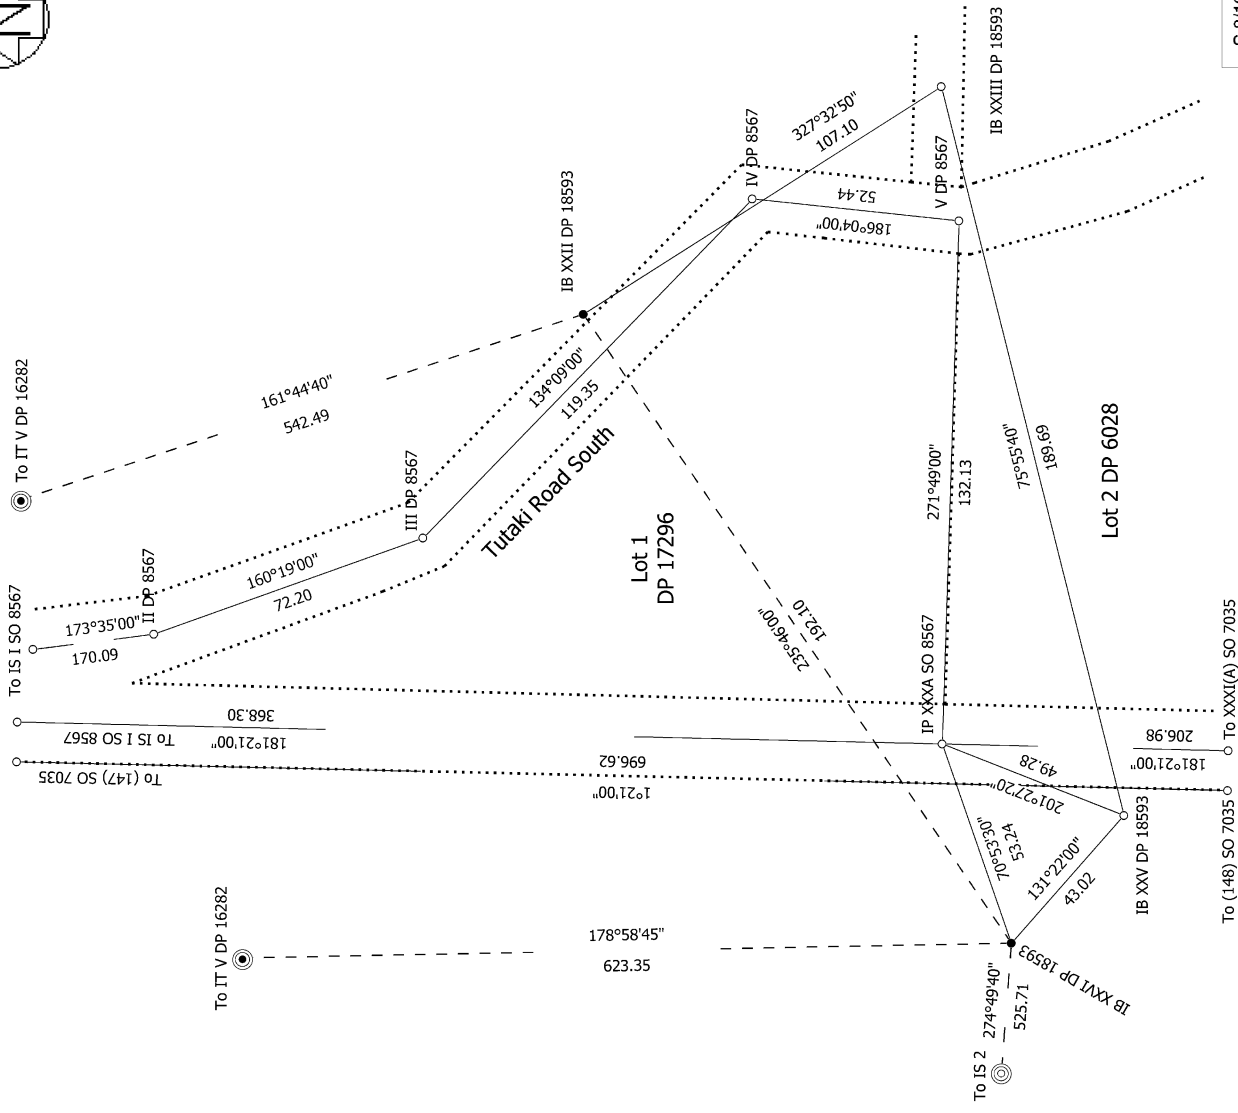 N
IB XXIII DP 18593
327°32'50"
107.10
IV DP 8567
V DP 8567
52.44
186°04'00"
IB XXII DP 18593
To IT V DP 16282
161°44'40"
542.49
134°09'00"
119.35
III DP 8567
Tutaki Road South
160°19'00"
72.20
II DP 8567
To IS I SO 8567
173°35'00"
170.09
Lot 1
DP 17296
271°49'00"
132.13
75°55'40"
189.69
Lot 2 DP 6028
235°46'00"
192.10
IP XXXA SO 8567
368.30
To IS I SO 8567
181°21'00"
To (147) SO 7035
696.62
1°21'00"
49.28
201°27'20"
206.98
181°21'00"
To XXXI(A) SO 7035
To (148) SO 7035
70°53'30"
53.24
131°22'00"
43.02
IB XXV DP 18593
IB XXVI DP 18593
To IT V DP 16282
178°58'45"
623.35
274°49'40"
525.71
To IS 2